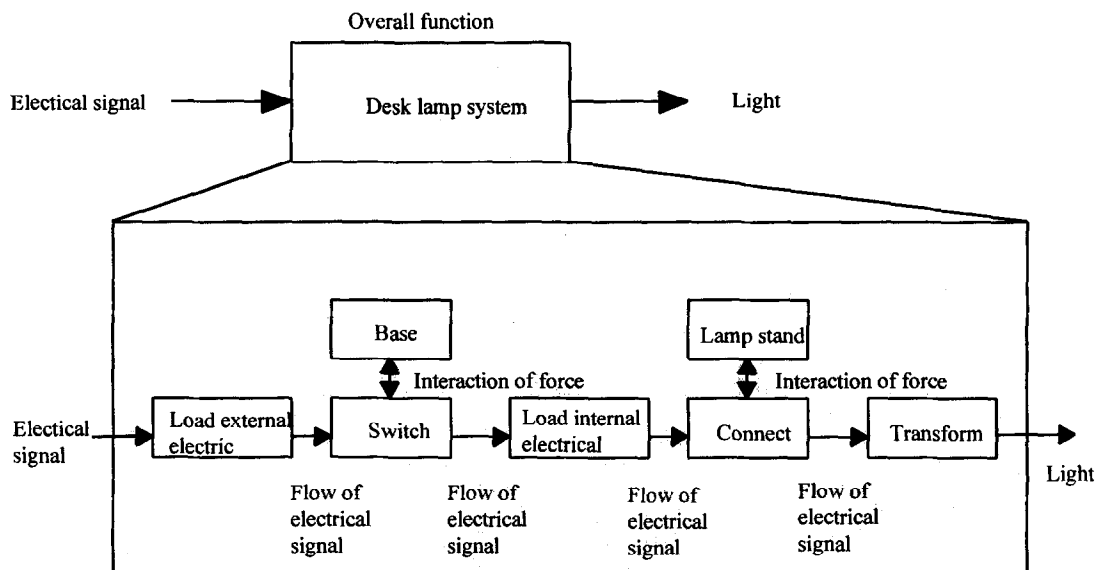 Overall function
Electical signal
Desk lamp system
Light
Base
Lamp stand
Interaction of force
Interaction of force
Electical
signal
Load external
electric
Switch
Load internal
electrical
Connect
Transform
Light
Flow of
electrical
signal
Flow of
electrical
signal
Flow of
electrical
signal
Flow of
electrical
signal